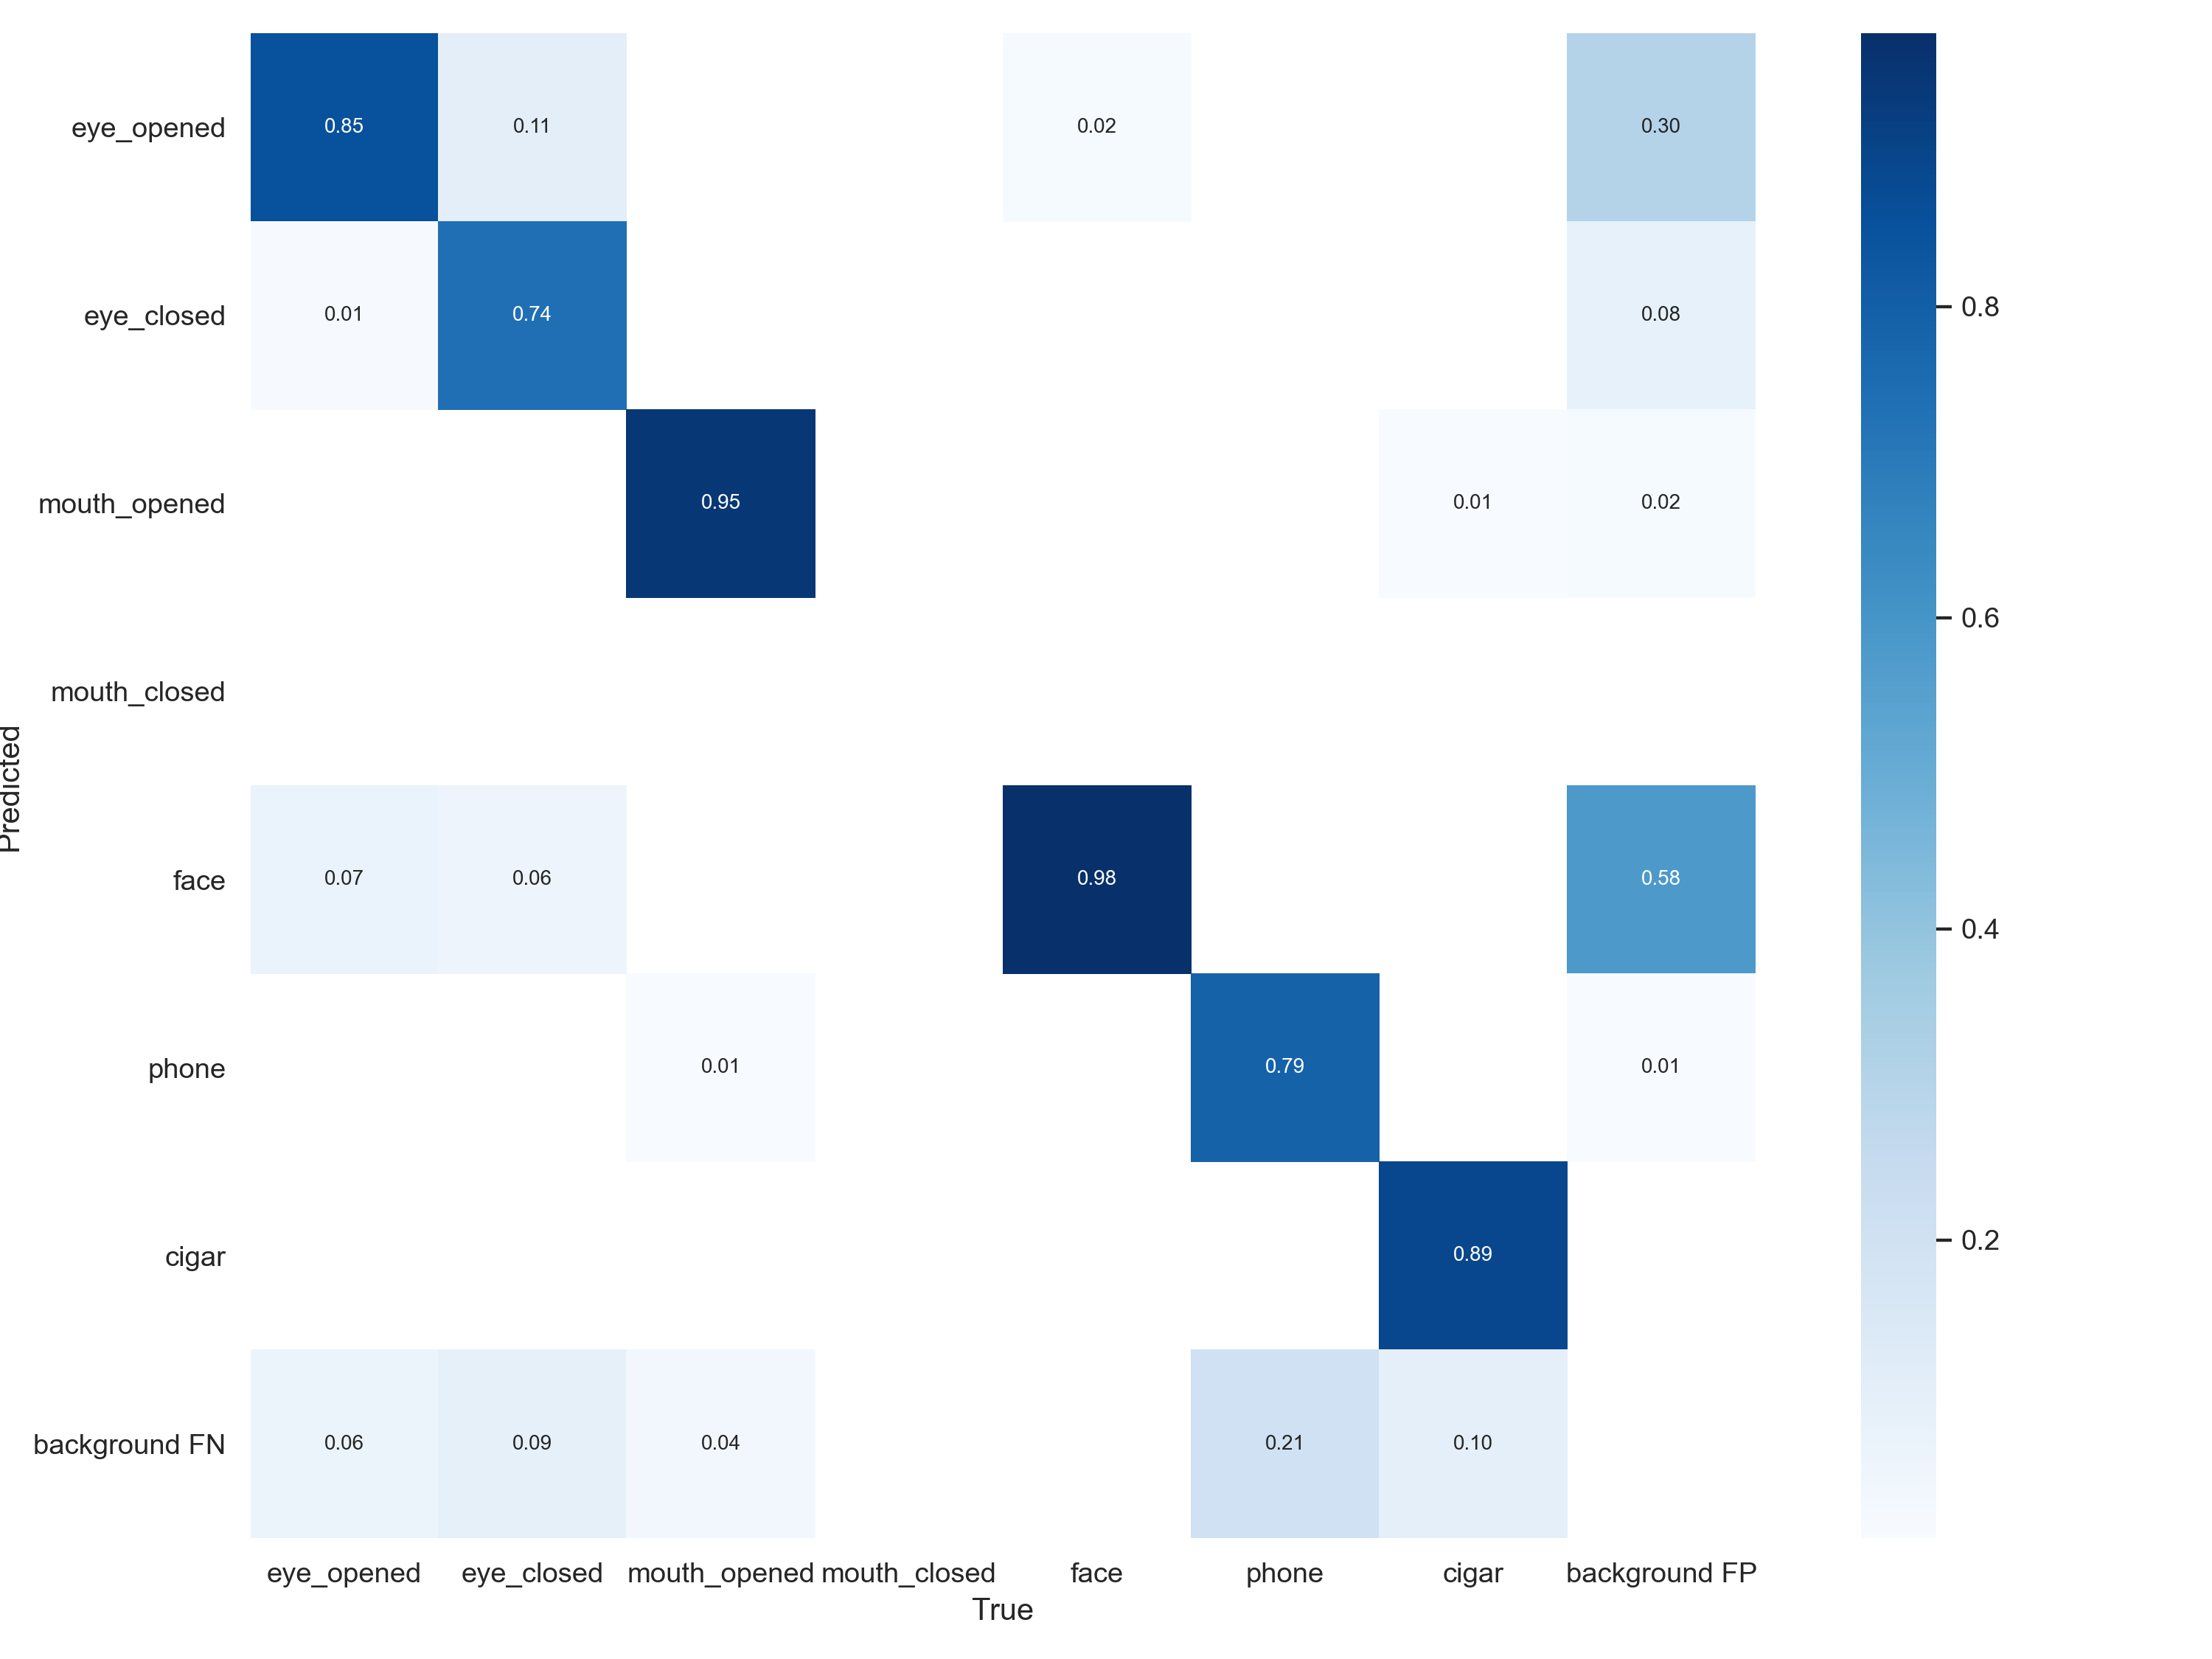 eye_opened 0.85 0.11 0.02 0.30
eye_closed 0.01 0.74 0.08 0.8
mouth_opened 0.95 0.01 0.02 0.6
mouth_closed
Predicted
face 0.07 0.06 0.98 0.58 0.4
phone 0.01 0.79 0.01
cigar 0.89 0.2
background FN 0.06 0.09 0.04 0.21 0.10
eye_opened eye_closed mouth_opened mouth_closed face phone cigar background FP
True